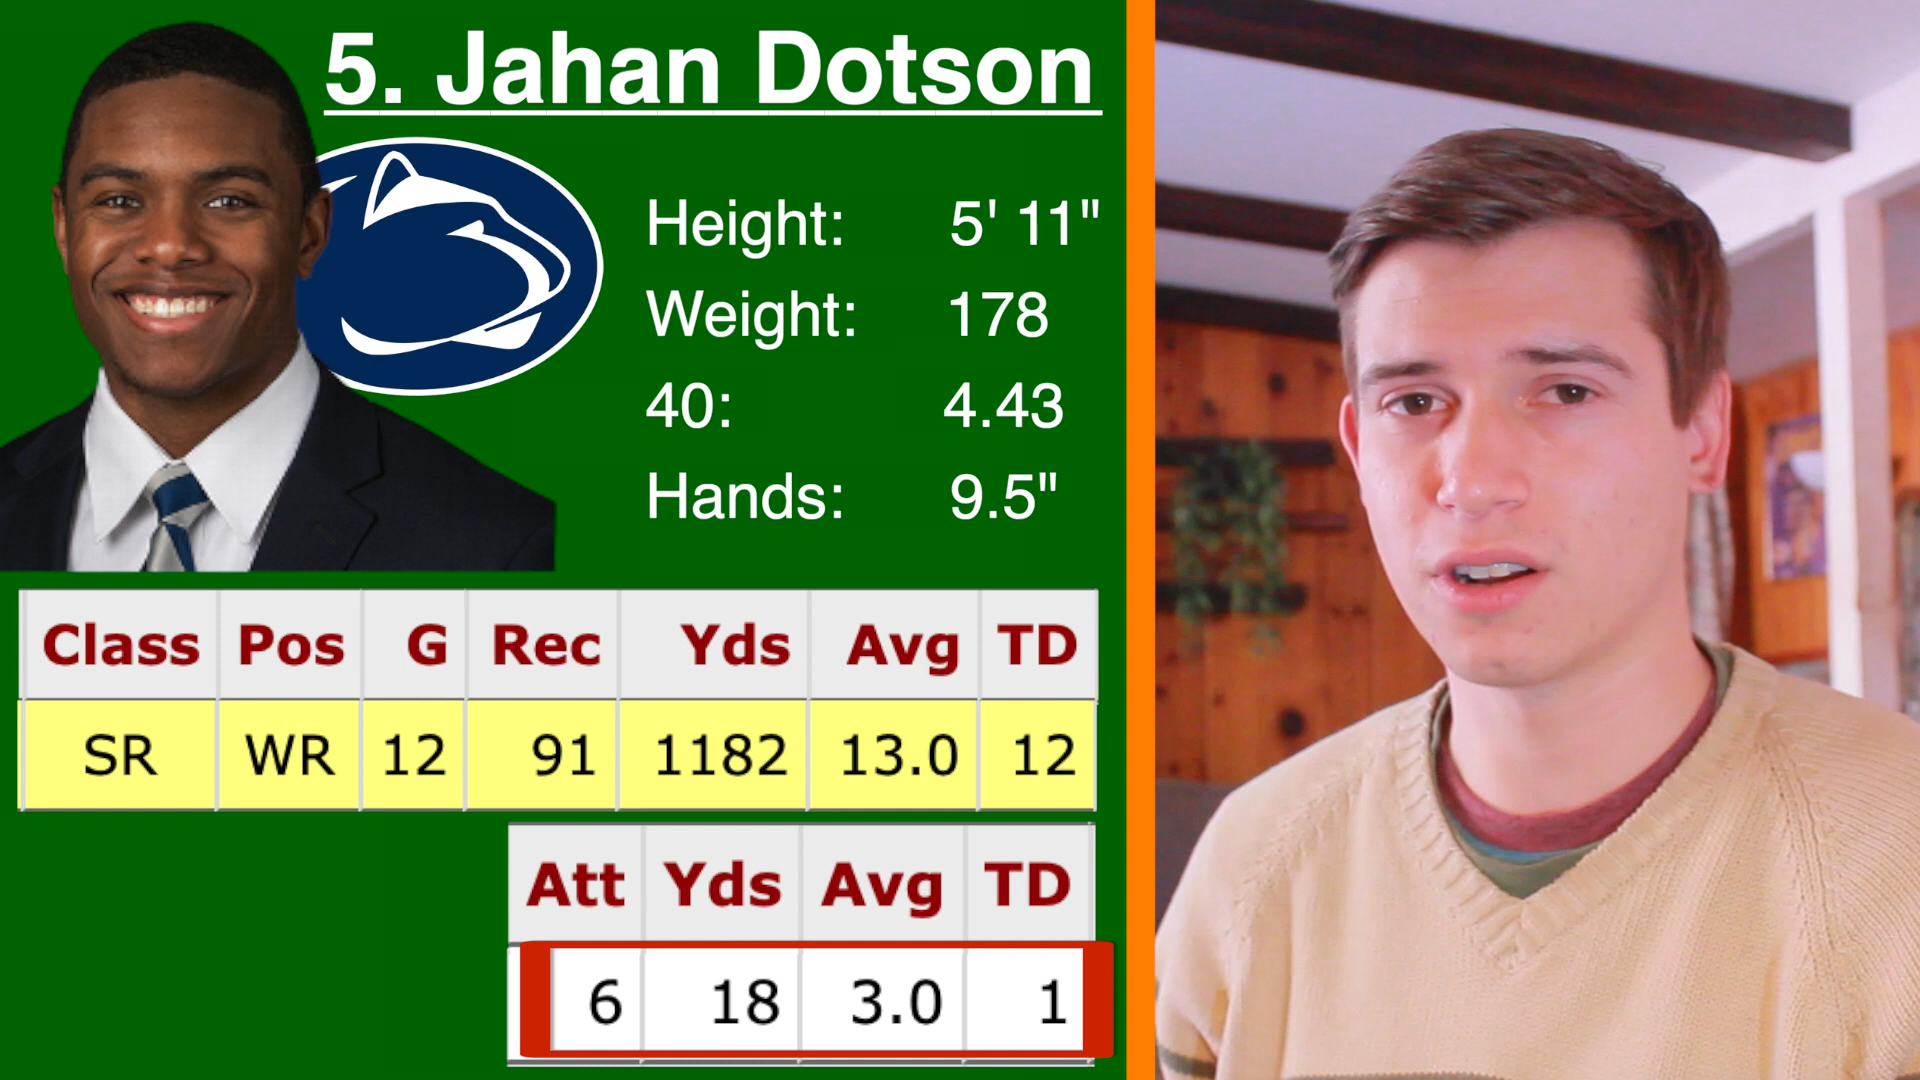 5. Jahan Dotson
Height: 5' 11"
Weight: 178
40: 4.43
Hands: 9.5"
Class Pos G Rec Yds Avg TD
SR WR 12 91 1182 13.0 12
Att Yds Avg TD
6 18 3.0 1